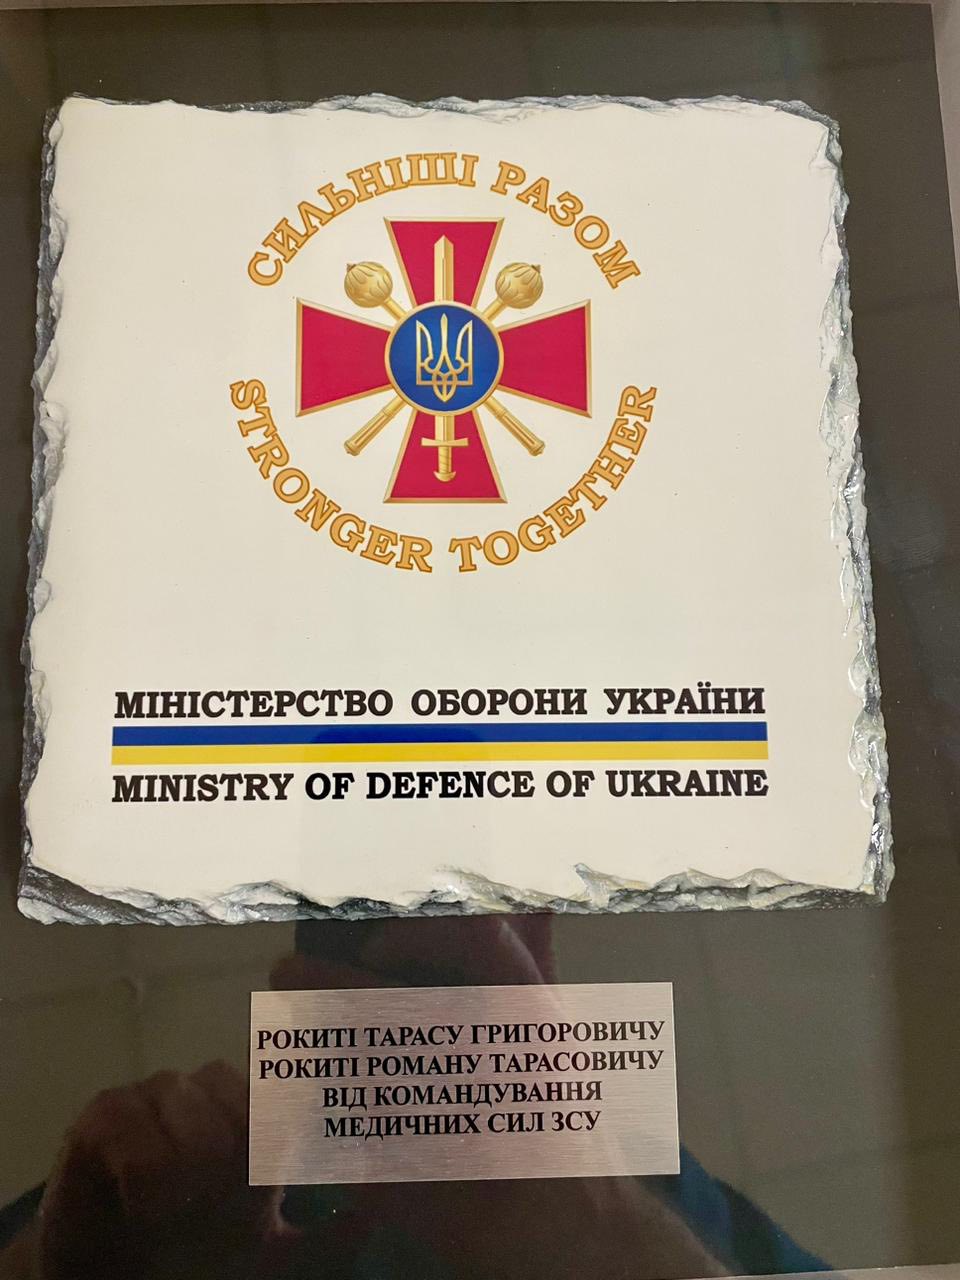 СИЛЬНІШІ РАЗОМ
STRONGER TOGETHER
МІНІСТЕРСТВО ОБОРОНИ УКРАЇНИ
MINISTRY OF DEFENCE OF UKRAINE
РОКИТІ ТАРАСУ ГРИГОРОВИЧУ
РОКИТІ РОМАНУ ТАРАСОВИЧУ
ВІД КОМАНДУВАННЯ
МЕДИЧНИХ СИЛ ЗСУ